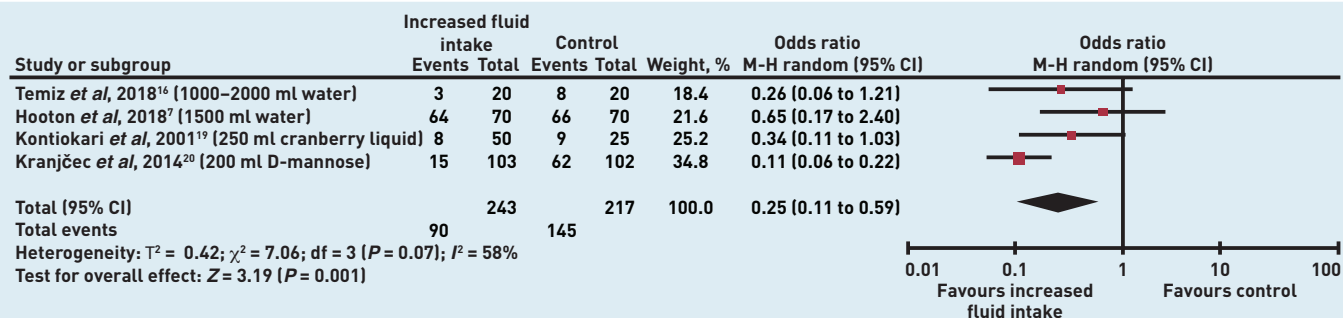 Increased fluid
intake Control Odds ratio Odds ratio
Study or subgroup Events Total Events Total Weight, % M-H random (95% CI) M-H random (95% CI)
Temiz et al, 2018¹⁶ (1000–2000 ml water) 3 20 8 20 18.4 0.26 (0.06 to 1.21)
Hooton et al, 2018⁷ (1500 ml water) 64 70 66 70 21.6 0.65 (0.17 to 2.40)
Kontiokari et al, 2001¹⁹ (250 ml cranberry liquid) 8 50 9 25 25.2 0.34 (0.11 to 1.03)
Kranjčec et al, 2014²⁰ (200 ml D-mannose) 15 103 62 102 34.8 0.11 (0.06 to 0.22)
Total (95% CI) 243 217 100.0 0.25 (0.11 to 0.59)
Total events 90 145
Heterogeneity: T² = 0.42; χ² = 7.06; df = 3 (P = 0.07); I² = 58%
Test for overall effect: Z = 3.19 (P = 0.001)
0.01 0.1 1 10 100
Favours increased Favours control
fluid intake